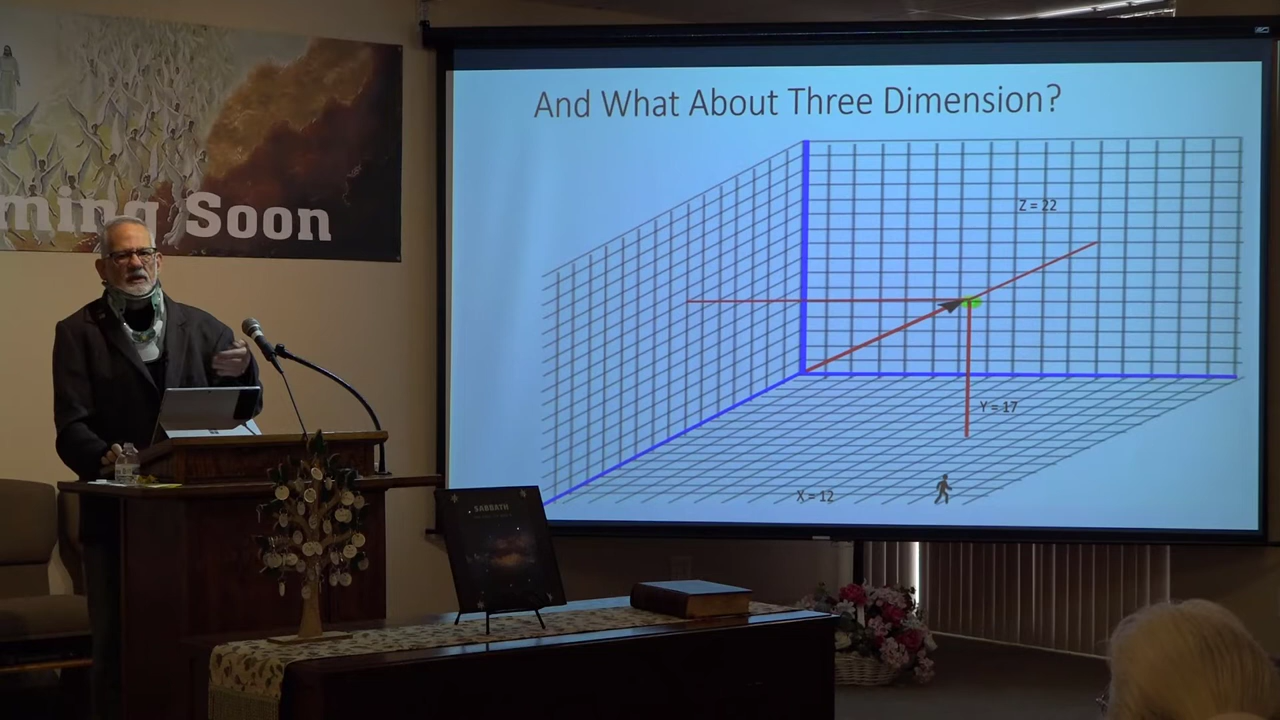 And What About Three Dimension?
ming Soon
Z = 22
Y = 17
X = 12
SABBATH